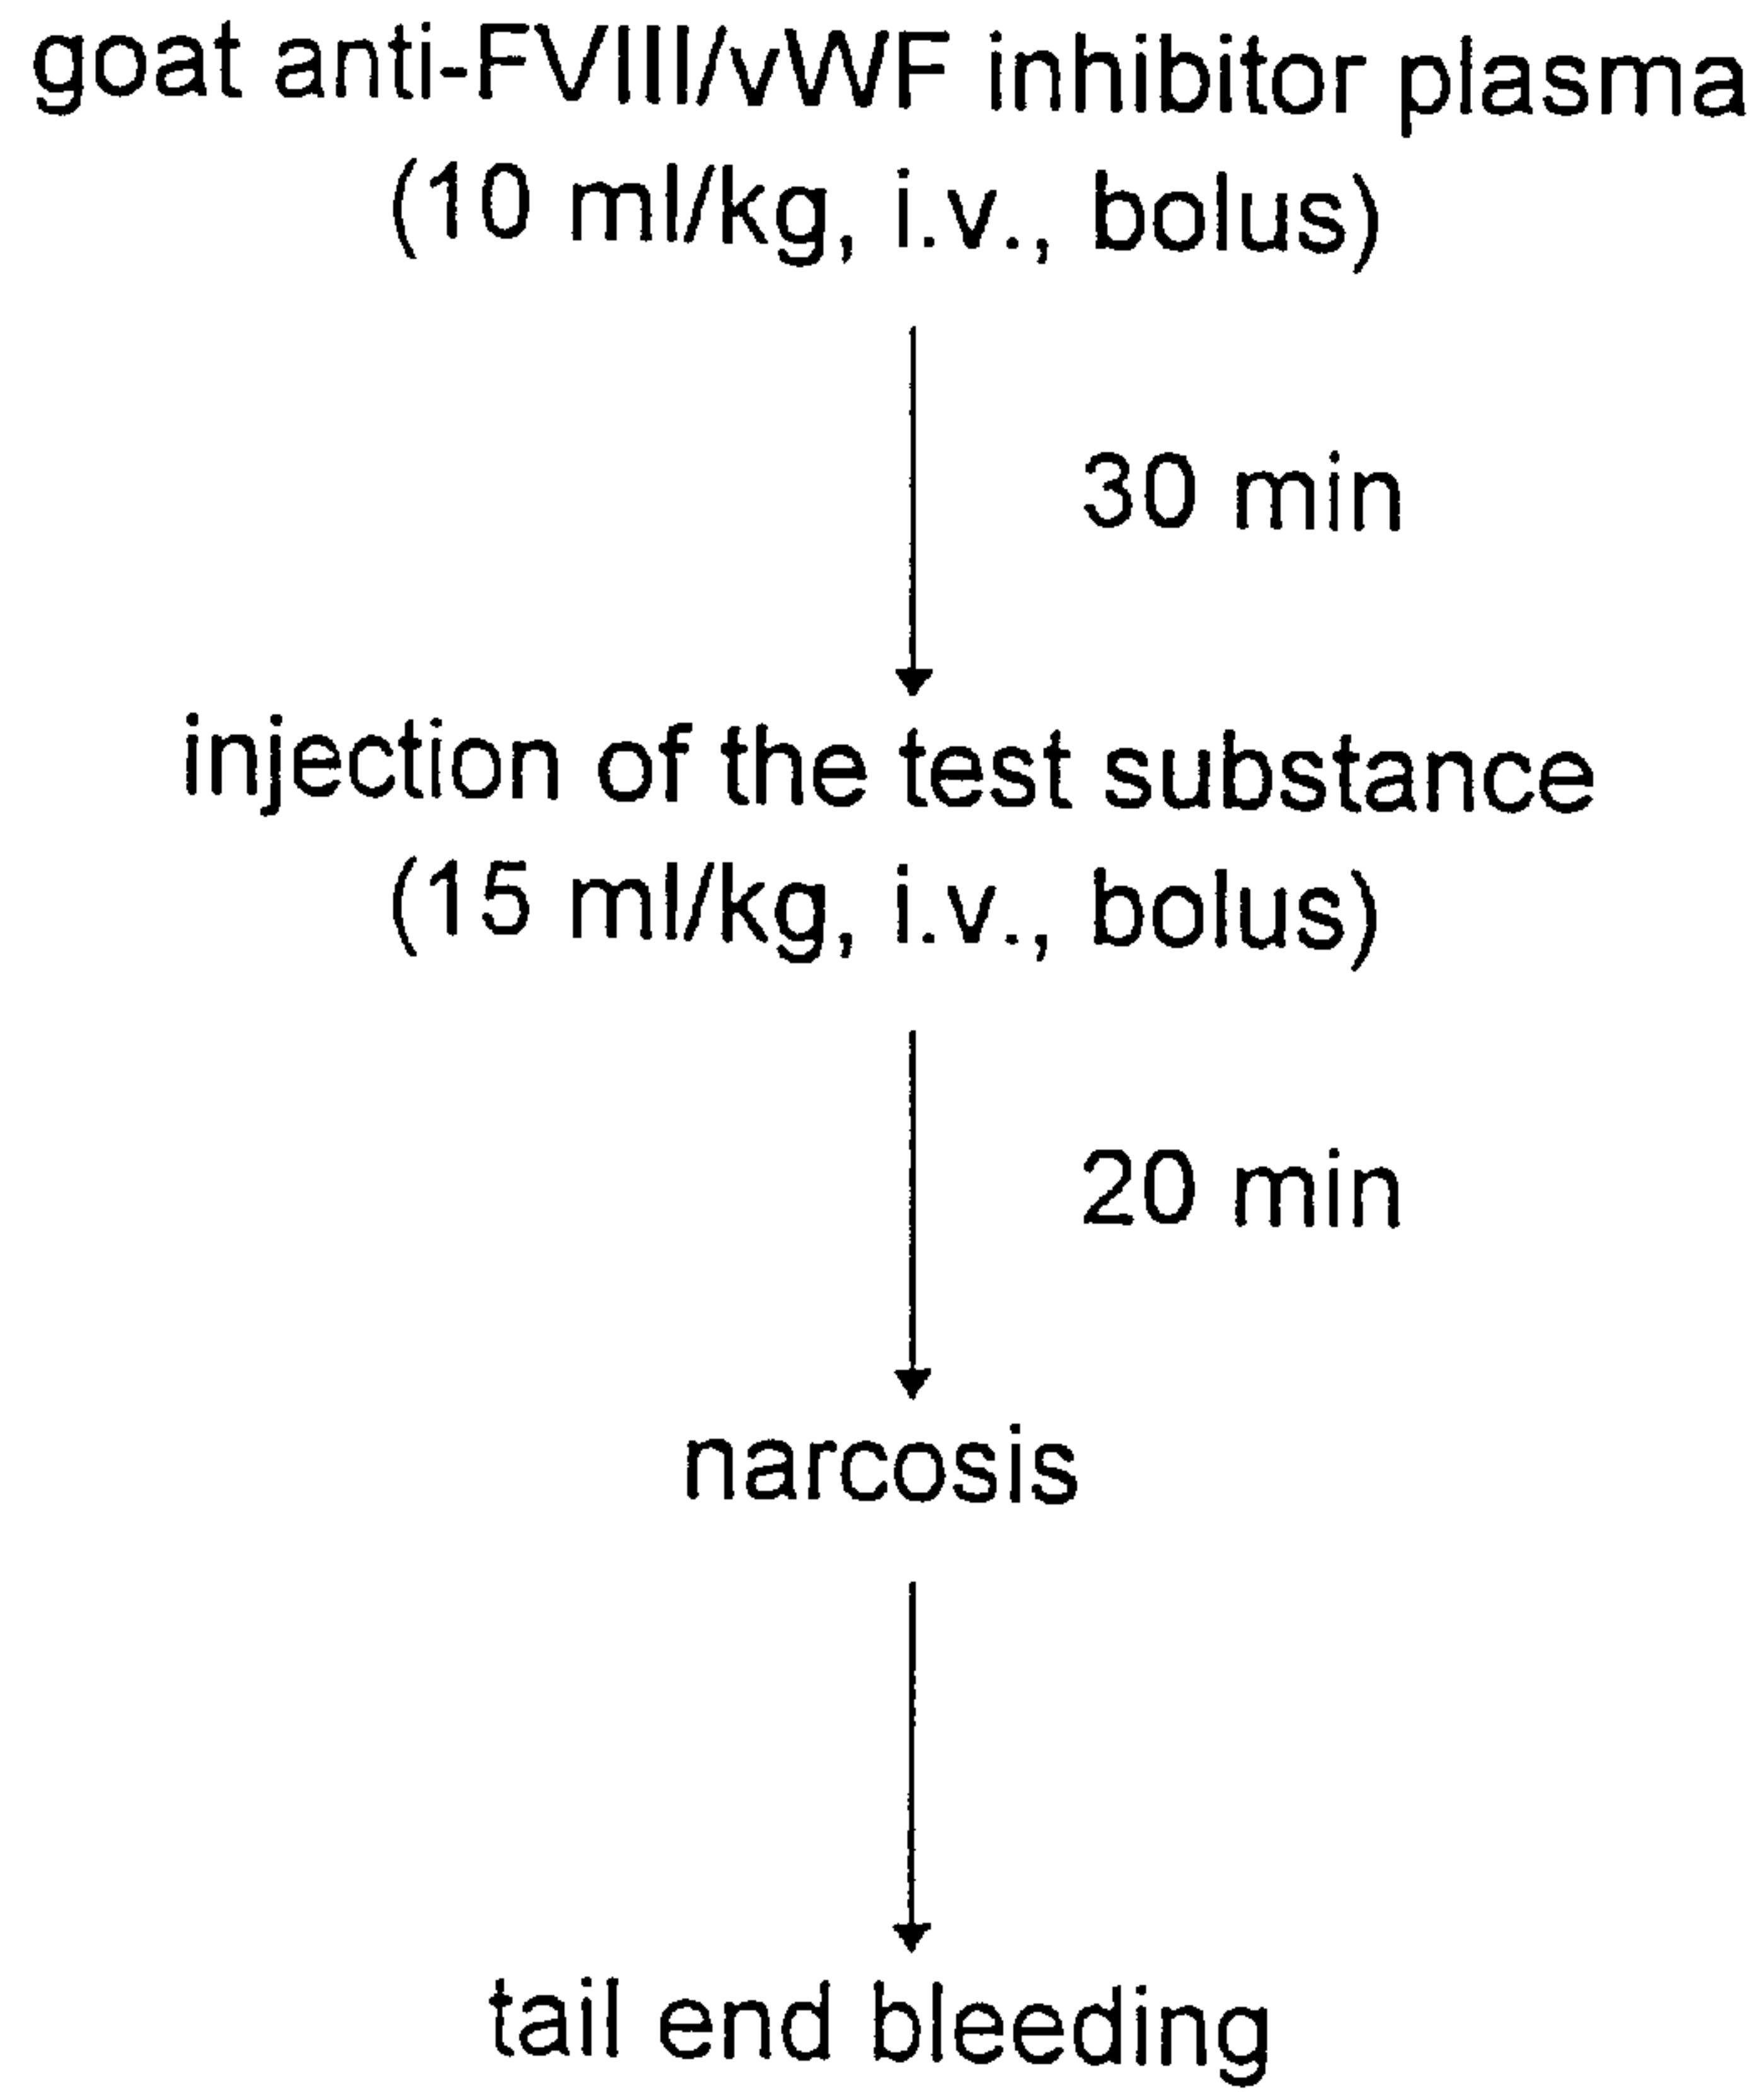 goat anti-FVIII/vWF inhibitor plasma
(10 ml/kg, i.v., bolus)
30 min
injection of the test substance
(15 ml/kg, i.v., bolus)
20 min
narcosis
tail end bleeding